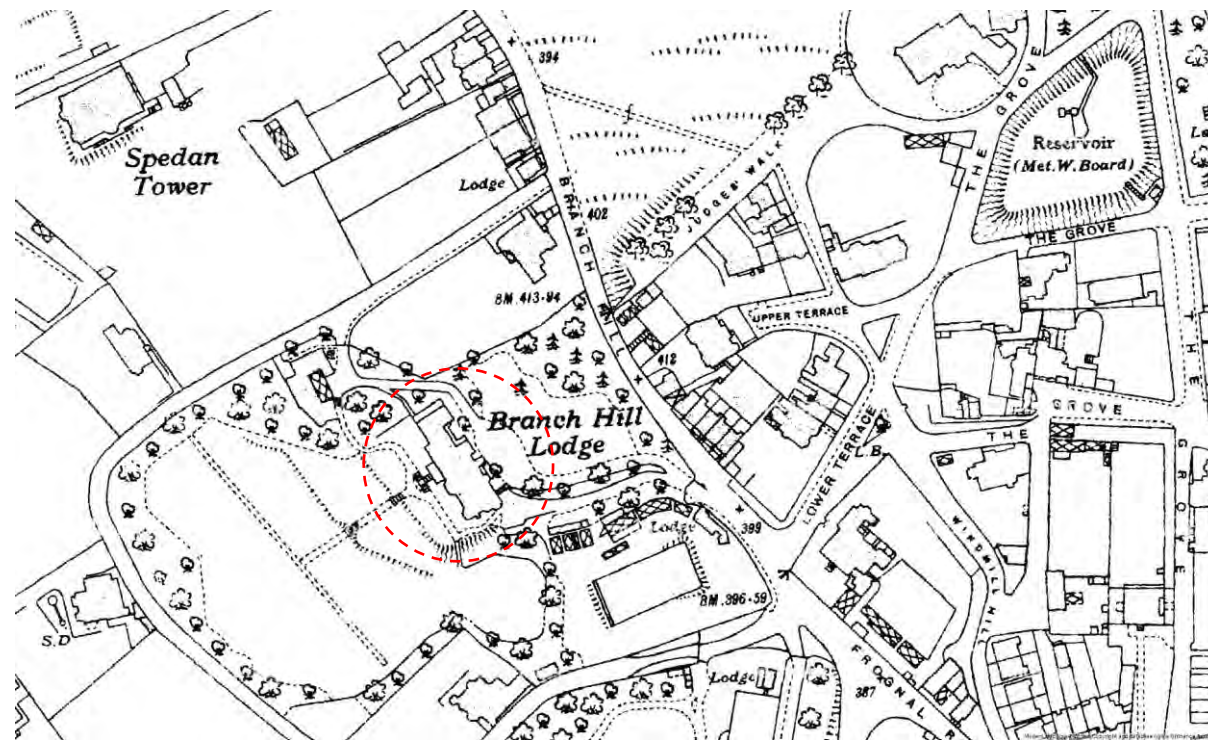 394
THE GROVE
Reservoir
(Met. W. Board)
Spedan
Tower
Lodge
BRANCH
402
JUDGES' WALK
THE GROVE
BM. 413·94
UPPER TERRACE
412
THE GROVE
THE GROVE
Branch Hill
Lodge
L.B.
LOWER TERRACE
Lodge
399
WINDMILL HILL
BM. 396·59
S.D
FROGNAL
Lodge
387